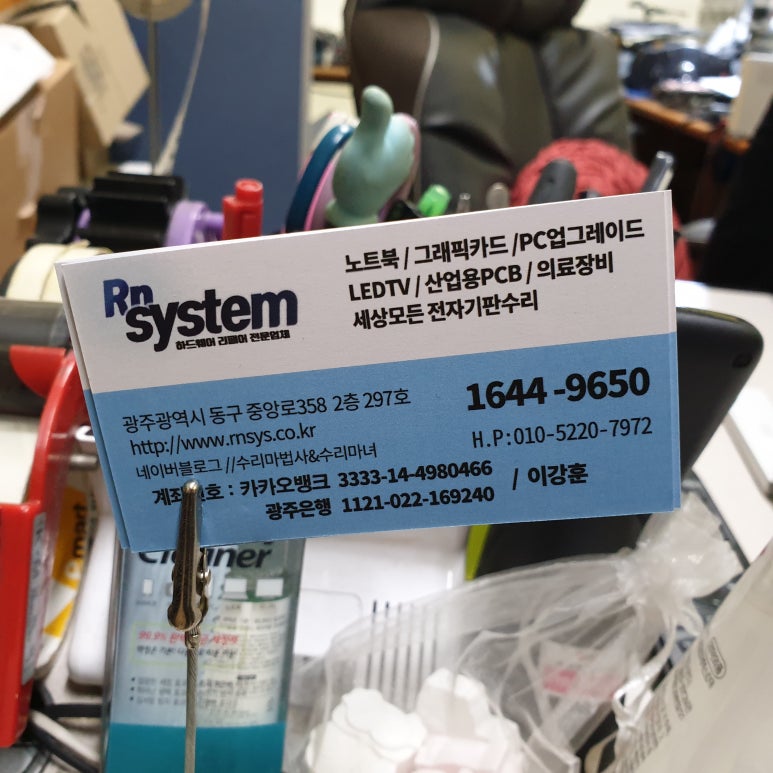 Rn
system
하드웨어 리페어 전문업체
노트북 / 그래픽카드 /PC업그레이드
LEDTV / 산업용PCB / 의료장비
세상모든 전자기판수리
광주광역시 동구 중앙로358 2층 297호
1644-9650
http://www.rnsys.co.kr
H.P:010-5220-7972
네이버블로그 //수리마법사&수리마녀
계좌 호 : 카카오뱅크 3333-14-4980466 / 이강훈
광주은행 1121-022-169240
Cleaner